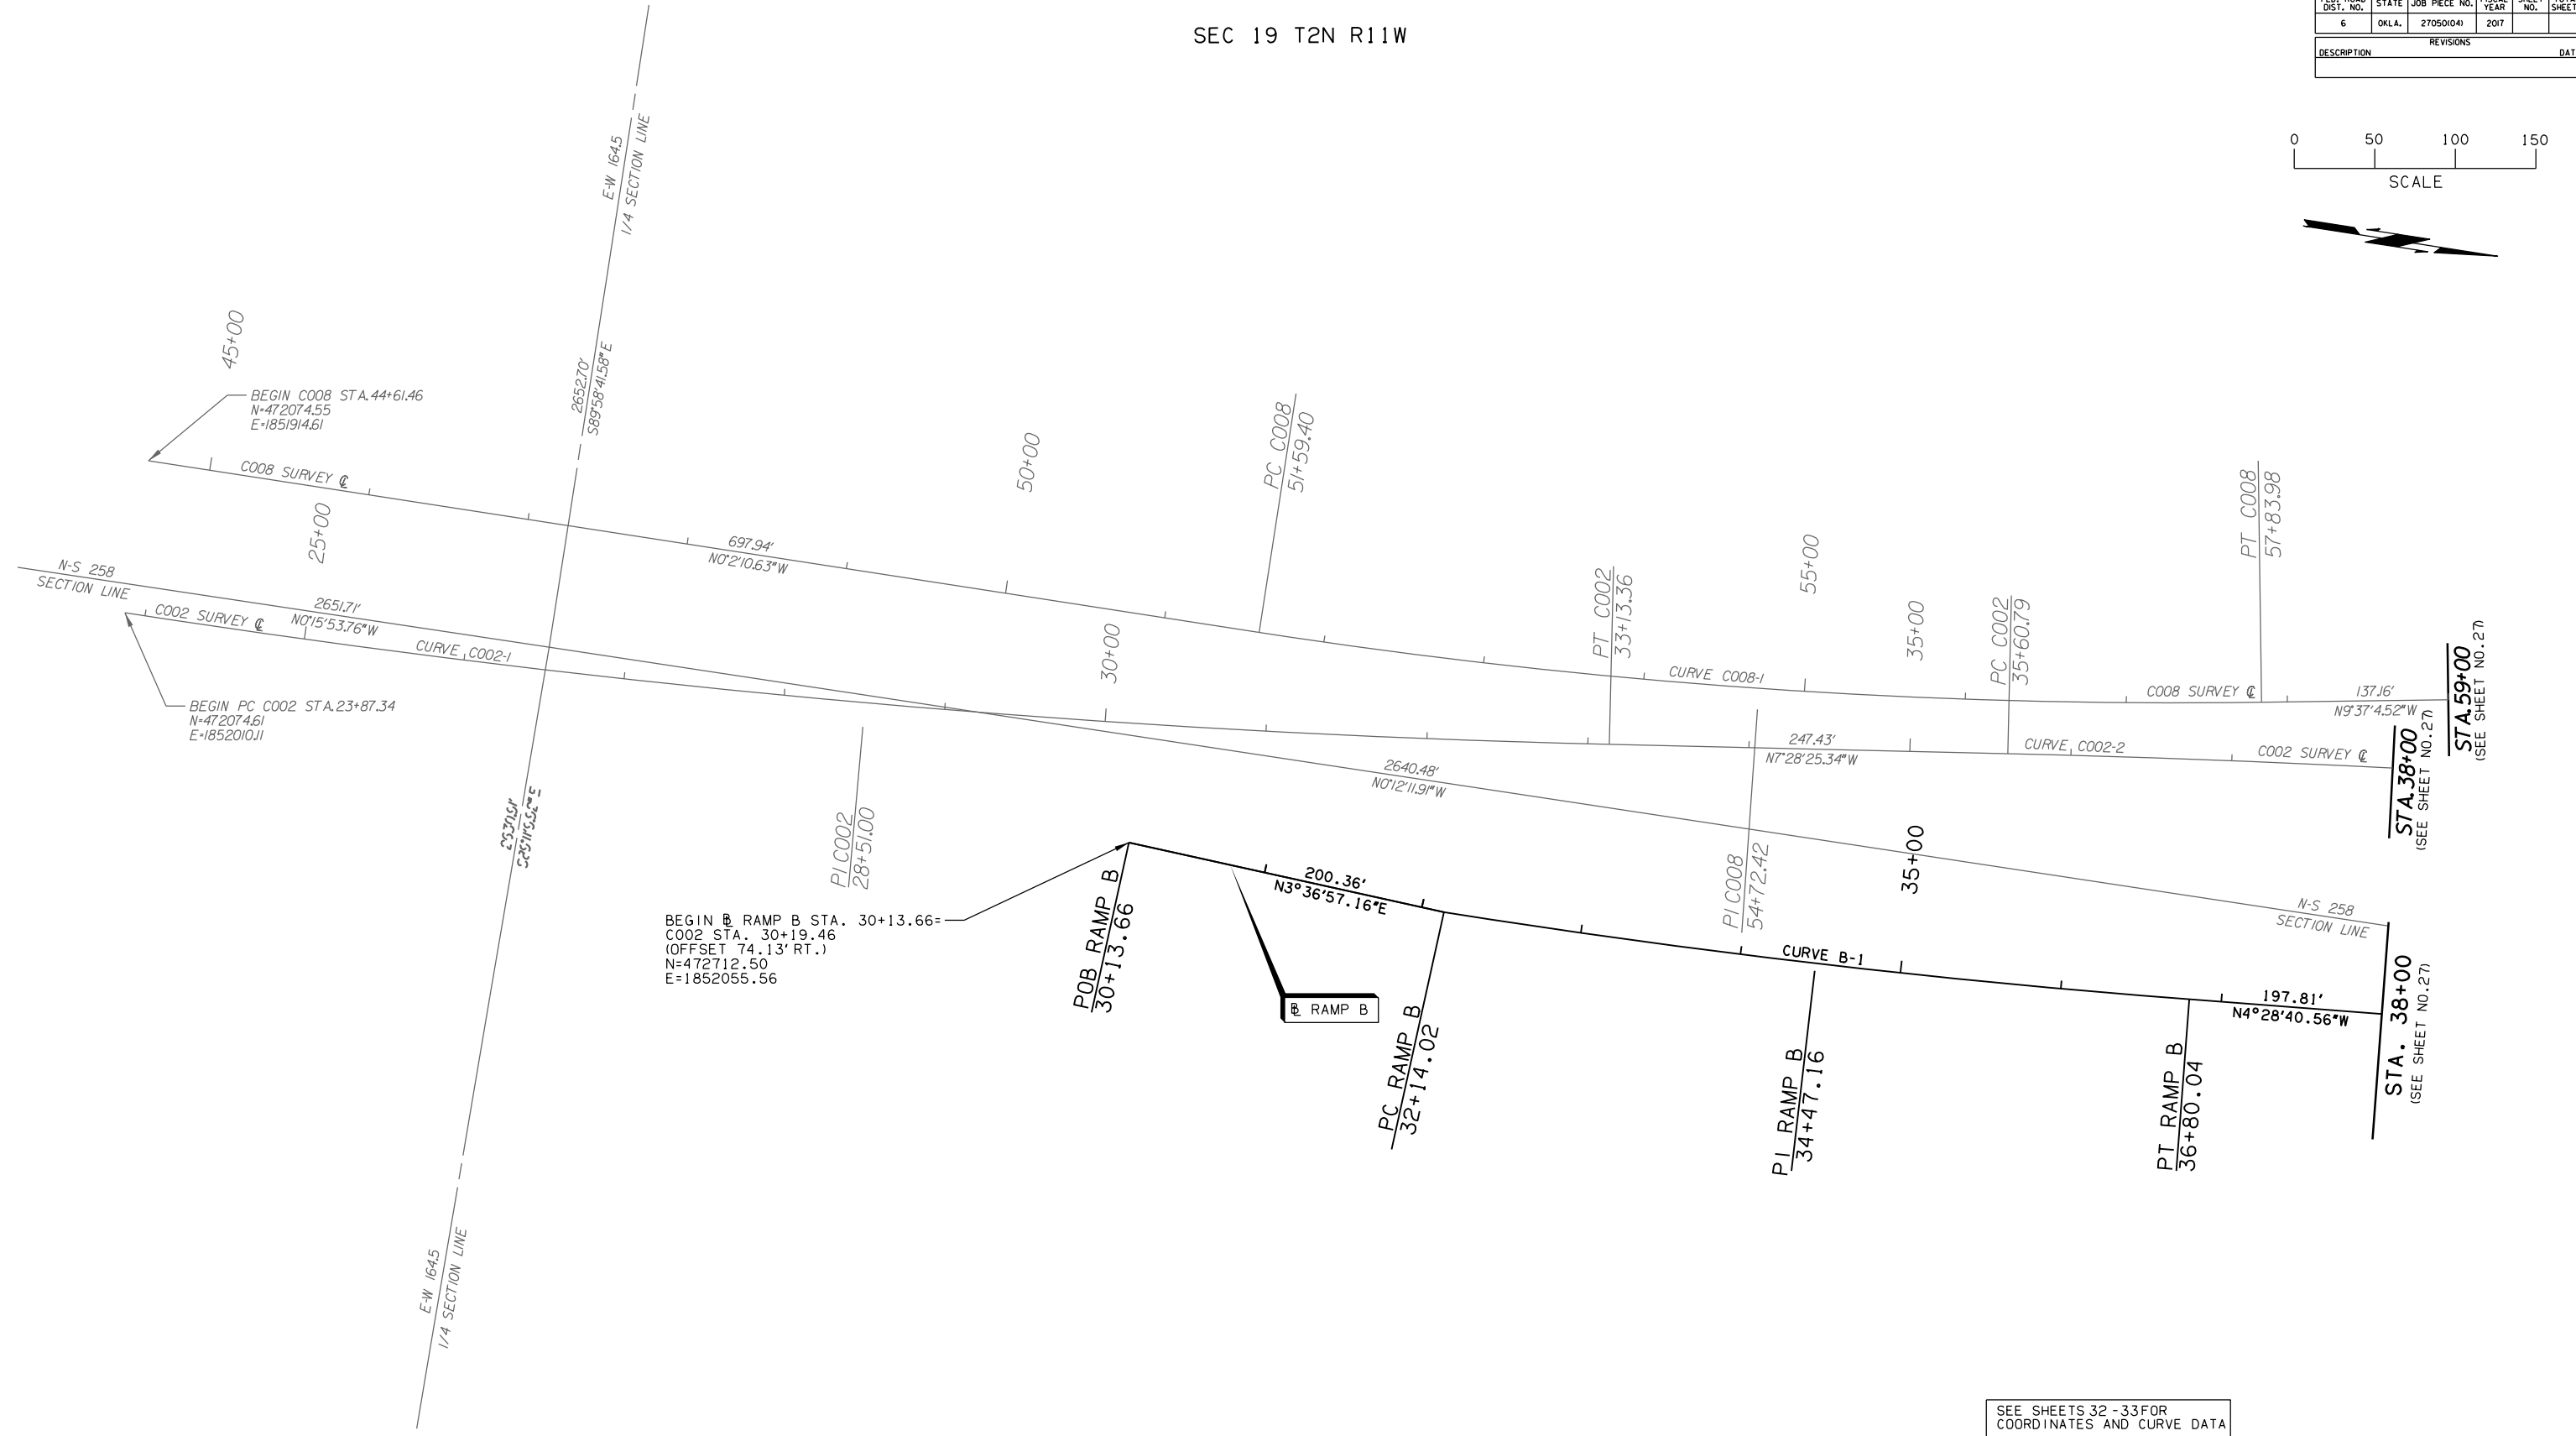 SEC 19 T2N R11W
DIST. NO.
STATE
JOB PIECE NO.
YEAR
NO.
SHEET
6
OKLA.
27050(04)
2017
REVISIONS
DESCRIPTION
DAT
0 50 100 150
SCALE
E-W 164.5
1/4 SECTION LINE
2652.70'
S89°58'41.58"E
45+00
BEGIN C008 STA.44+61.46
N=472074.55
E=1851914.61
C008 SURVEY ℄
25+00
697.94'
N0°2'10.63"W
50+00
PC C008
51+59.40
N-S 258
SECTION LINE
2651.71'
N0°15'53.76"W
C002 SURVEY ℄
CURVE C002-1
BEGIN PC C002 STA.23+87.34
N=472074.61
E=1852010.11
30+00
PT C002
33+13.36
CURVE C008-1
55+00
35+00
PC C002
35+60.79
PT C008
57+83.98
C008 SURVEY ℄
137.16'
N9°37'4.52"W
STA.59+00
(SEE SHEET NO.27)
247.43'
N7°28'25.34"W
CURVE C002-2
C002 SURVEY ℄
STA.38+00
(SEE SHEET NO.27)
2640.48'
N0°12'11.91"W
PI C002
28+51.00
PI C008
54+72.42
35+00
N-S 258
SECTION LINE
BEGIN ⅊ RAMP B STA. 30+13.66=
C002 STA. 30+19.46
(OFFSET 74.13' RT.)
N=472712.50
E=1852055.56
200.36'
N3°36'57.16"E
POB RAMP B
30+13.66
RAMP B
PC RAMP B
32+14.02
CURVE B-1
PI RAMP B
34+47.16
PT RAMP B
36+80.04
197.81'
N4°28'40.56"W
STA. 38+00
(SEE SHEET NO.27)
E-W 164.5
1/4 SECTION LINE
SEE SHEETS 32 -33FOR
COORDINATES AND CURVE DATA